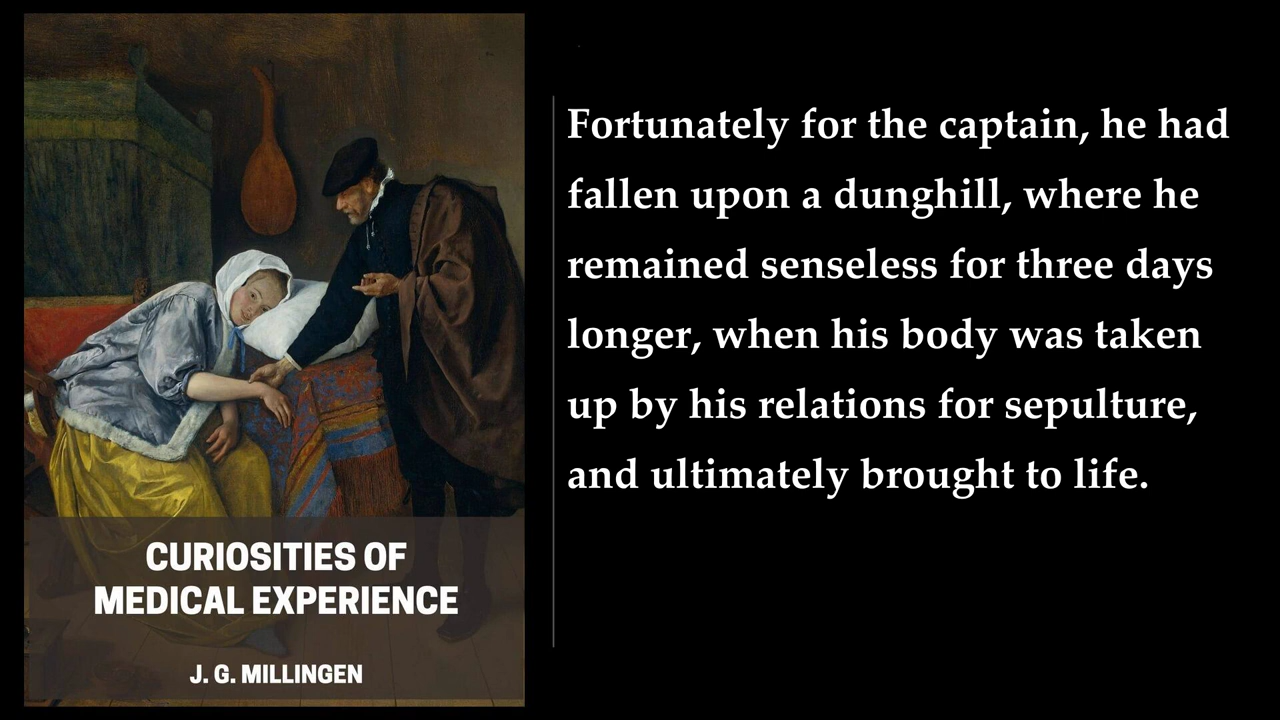 Fortunately for the captain, he had
fallen upon a dunghill, where he
remained senseless for three days
longer, when his body was taken
up by his relations for sepulture,
and ultimately brought to life.
CURIOSITIES OF
MEDICAL EXPERIENCE
J. G. MILLINGEN